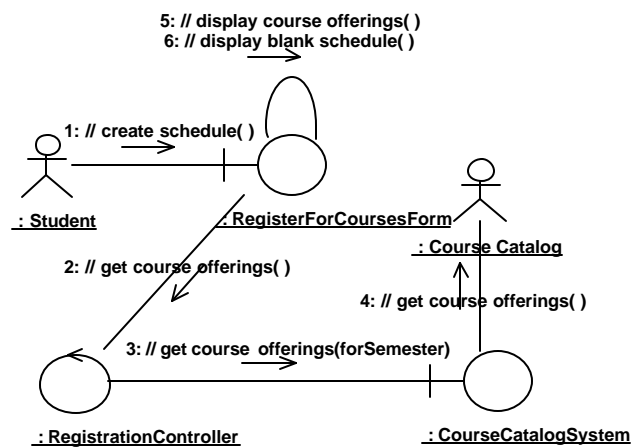 5: // display course offerings( )
6: // display blank schedule( )
1: // create schedule( )
: Student
: RegisterForCoursesForm
: Course Catalog
2: // get course offerings( )
4: // get course offerings( )
3: // get course offerings(forSemester)
: RegistrationController
: CourseCatalogSystem